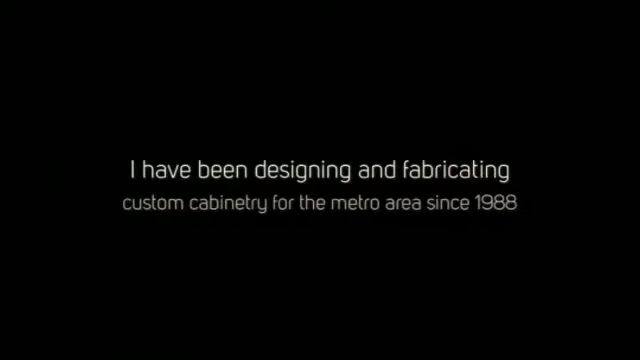 I have been designing and fabricating
custom cabinetry for the metro area since 1988